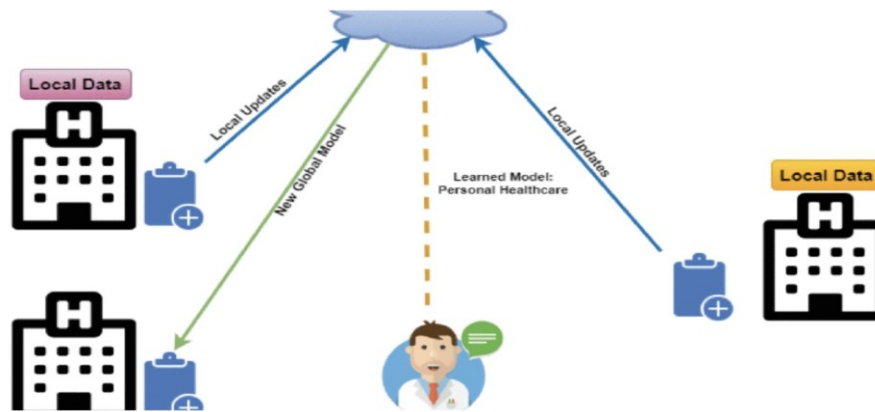 Local Data
H
Local Updates
New Global Model
Learned Model:
Personal Healthcare
Local Updates
Local Data
H
H